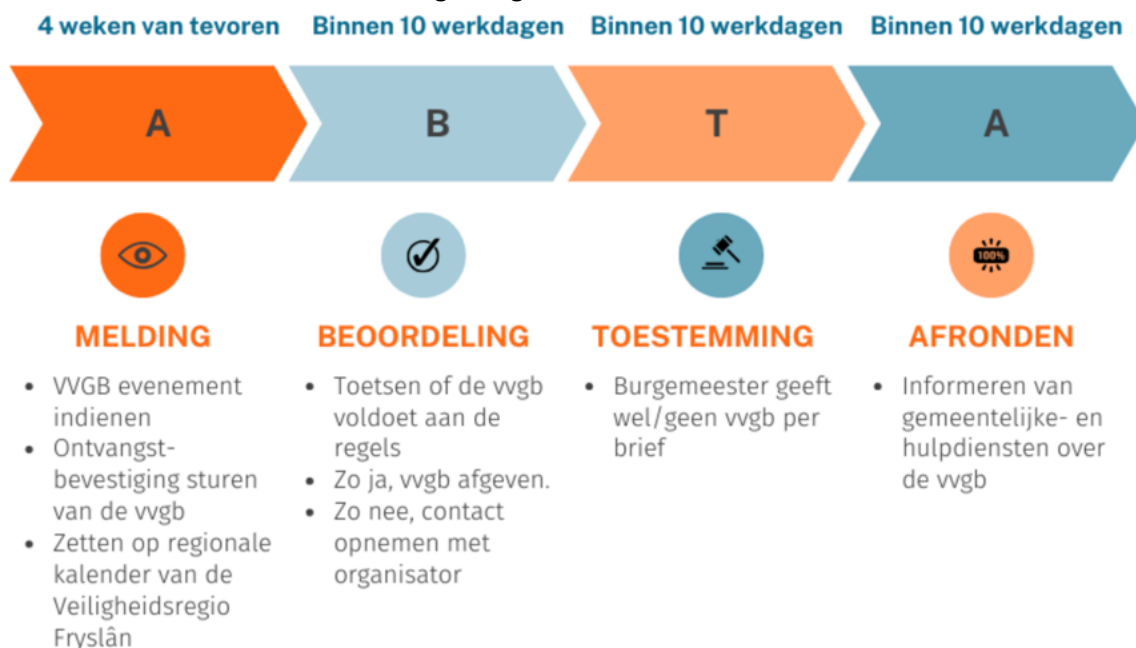 4 weken van tevoren
Binnen 10 werkdagen
Binnen 10 werkdagen
Binnen 10 werkdagen
A
B
T
A
100%
MELDING
VVGB evenement
indienen
Ontvangst-
bevestiging sturen
van de vvgb
Zetten op regionale
kalender van de
Veiligheidsregio
Fryslân
BEOORDELING
Toetsen of de vvgb
voldoet aan de
regels
Zo ja, vvgb afgeven.
Zo nee, contact
opnemen met
organisator
TOESTEMMING
Burgemeester geeft
wel/geen vvgb per
brief
AFRONDEN
Informeren van
gemeentelijke- en
hulpdiensten over
de vvgb